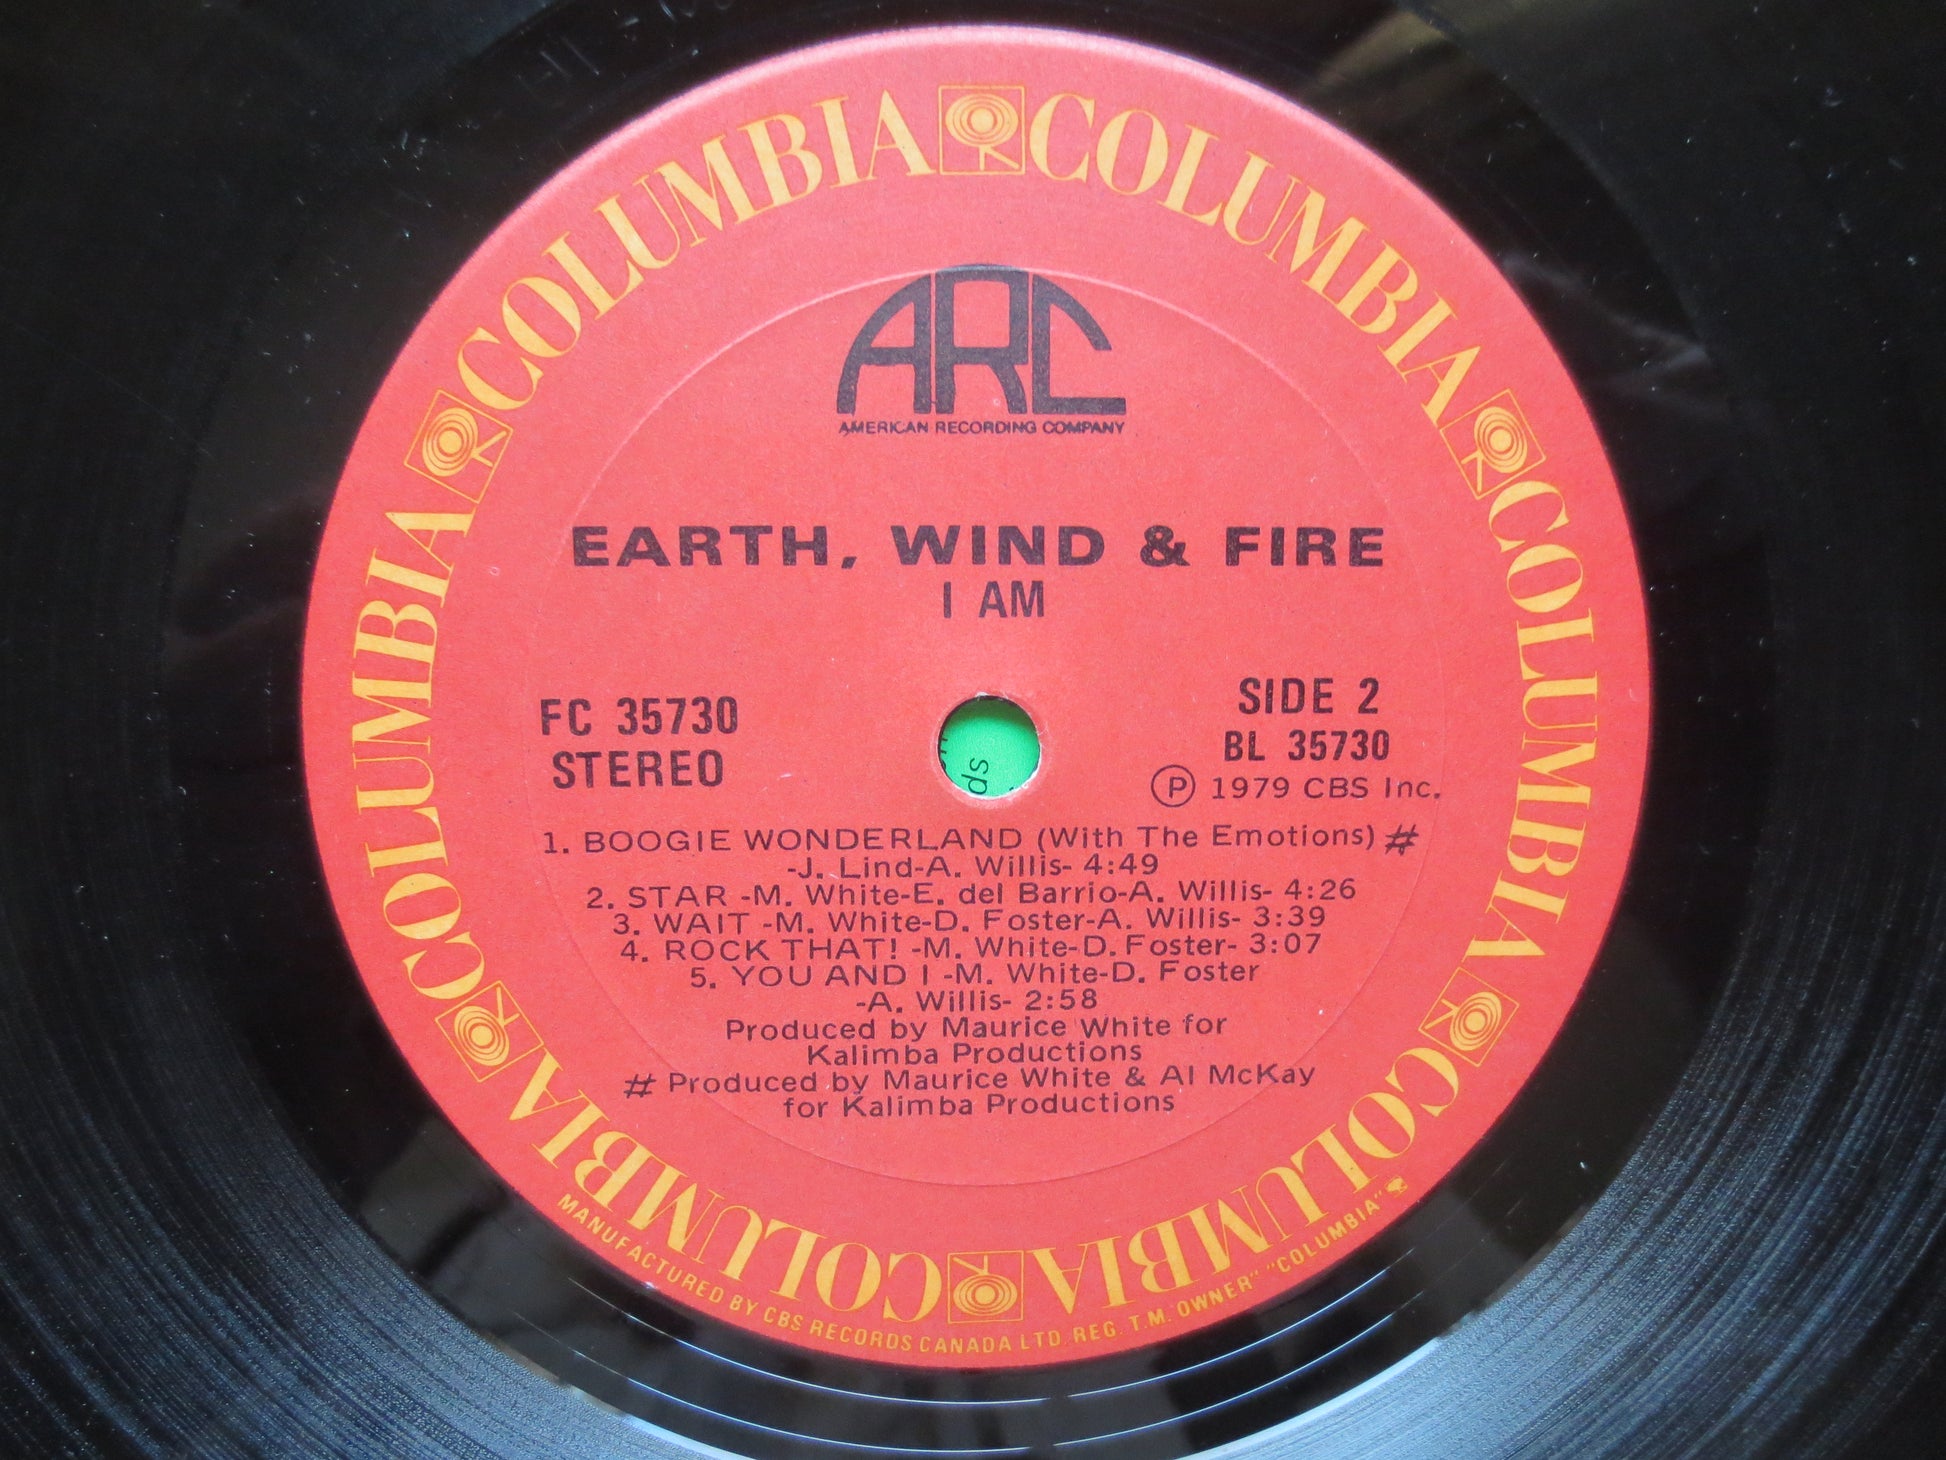 COLUMBIA COLUMBIA COLUMBIA COLUMBIA COLUMBIA COLUMBIA COLUMBIA COLUMBIA
ARC
AMERICAN RECORDING COMPANY
EARTH, WIND & FIRE
I AM
FC 35730
STEREO
SIDE 2
BL 35730
Ⓟ 1979 CBS Inc.
1. BOOGIE WONDERLAND (With The Emotions) #
-J. Lind-A. Willis- 4:49
2. STAR -M. White-E. del Barrio-A. Willis- 4:26
3. WAIT -M. White-D. Foster-A. Willis- 3:39
4. ROCK THAT! -M. White-D. Foster- 3:07
5. YOU AND I -M. White-D. Foster
-A. Willis- 2:58
Produced by Maurice White for
Kalimba Productions
# Produced by Maurice White & Al McKay
for Kalimba Productions
MANUFACTURED BY CBS RECORDS CANADA LTD. REG. T.M. OWNER" "COLUMBIA"
ds